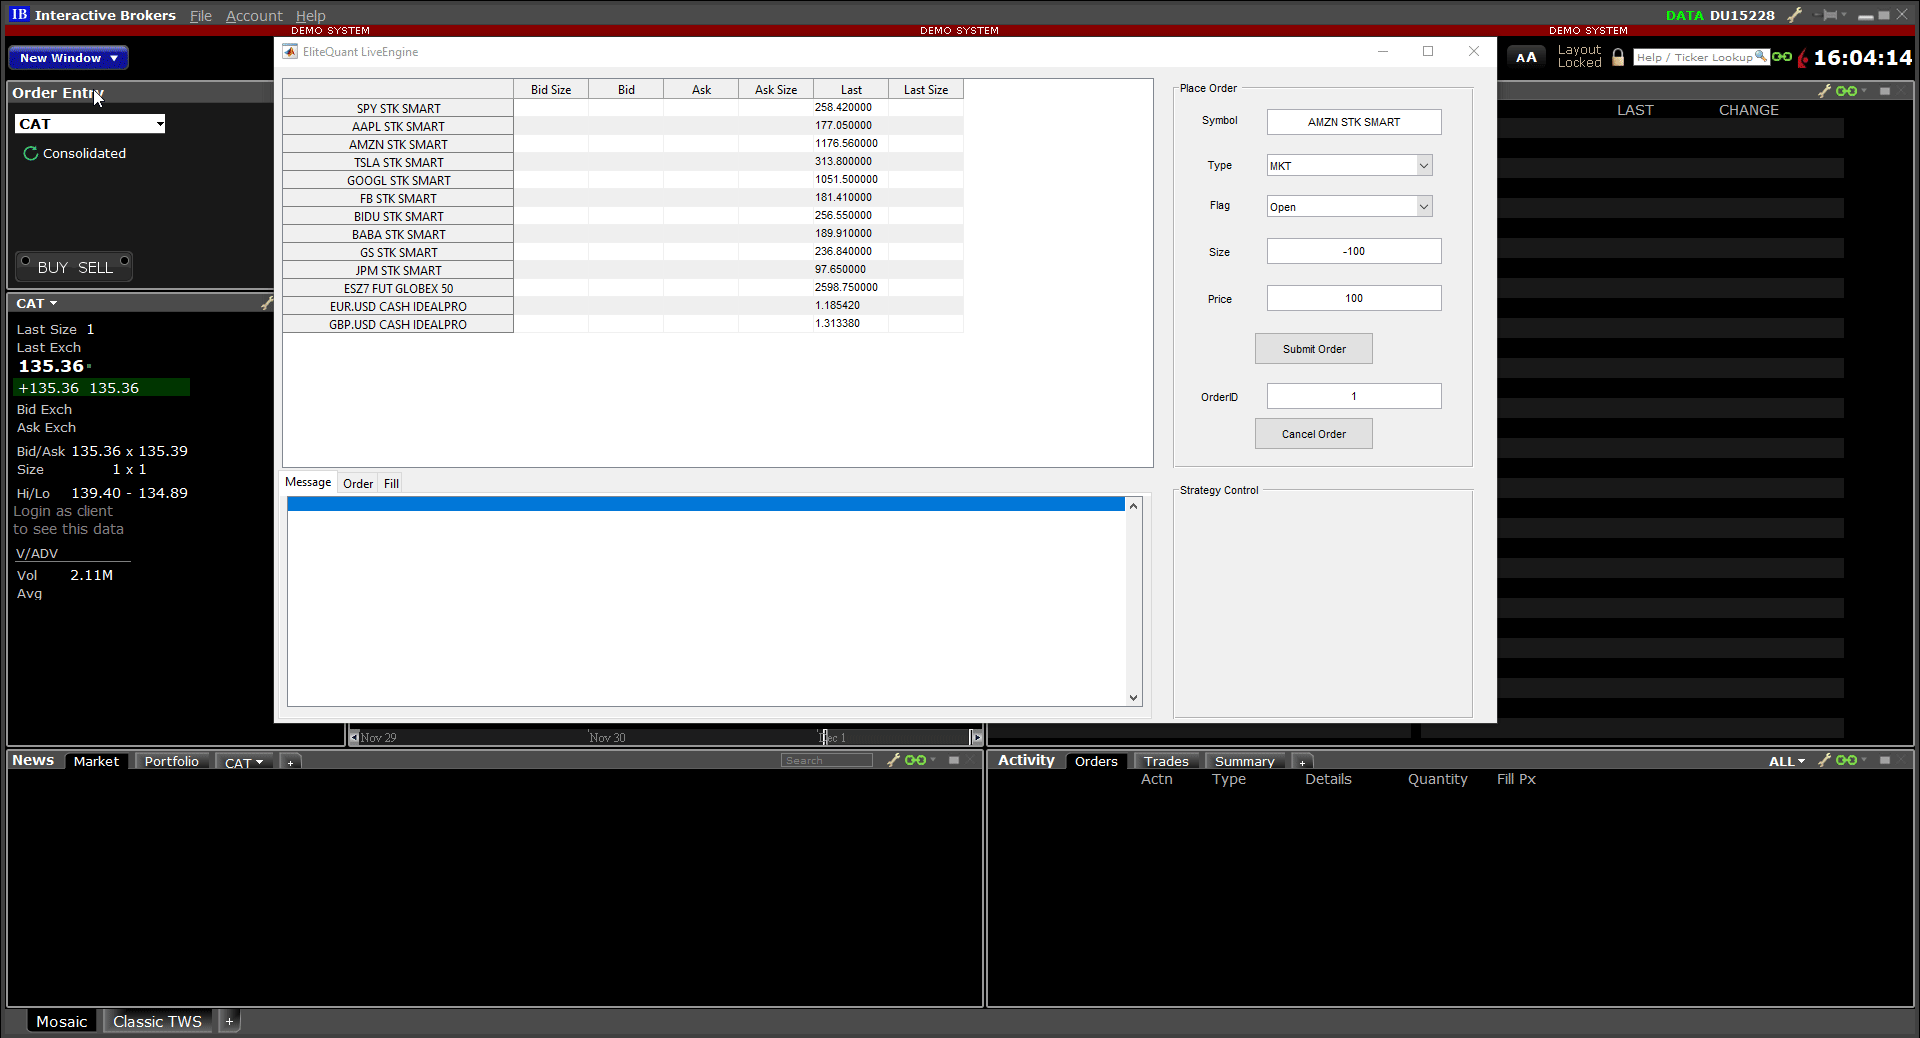 IB Interactive Brokers File Account Help DATA DU15228
DEMO SYSTEM DEMO SYSTEM DEMO SYSTEM
New Window
AA
Layout Locked
Help / Ticker Lookup
16:04:14
Order Entry
CAT
Consolidated
BUY SELL
CAT
Last Size 1
Last Exch
135.36
+135.36 135.36
Bid Exch
Ask Exch
Bid/Ask 135.36 x 135.39
Size 1 x 1
Hi/Lo 139.40 - 134.89
Login as client
to see this data
V/ADV
Vol 2.11M
Avg
EliteQuant LiveEngine
Bid Size Bid Ask Ask Size Last Last Size
SPY STK SMART 258.420000
AAPL STK SMART 177.050000
AMZN STK SMART 1176.560000
TSLA STK SMART 313.800000
GOOGL STK SMART 1051.500000
FB STK SMART 181.410000
BIDU STK SMART 256.550000
BABA STK SMART 189.910000
GS STK SMART 236.840000
JPM STK SMART 97.650000
ESZ7 FUT GLOBEX 50 2598.750000
EUR.USD CASH IDEALPRO 1.185420
GBP.USD CASH IDEALPRO 1.313380
Message Order Fill
Place Order
Symbol AMZN STK SMART
Type MKT
Flag Open
Size -100
Price 100
Submit Order
OrderID 1
Cancel Order
Strategy Control
LAST CHANGE
Nov 29 Nov 30 Dec 1
News Market Portfolio CAT + Search
Activity Orders Trades Summary + ALL
Actn Type Details Quantity Fill Px
Mosaic Classic TWS +